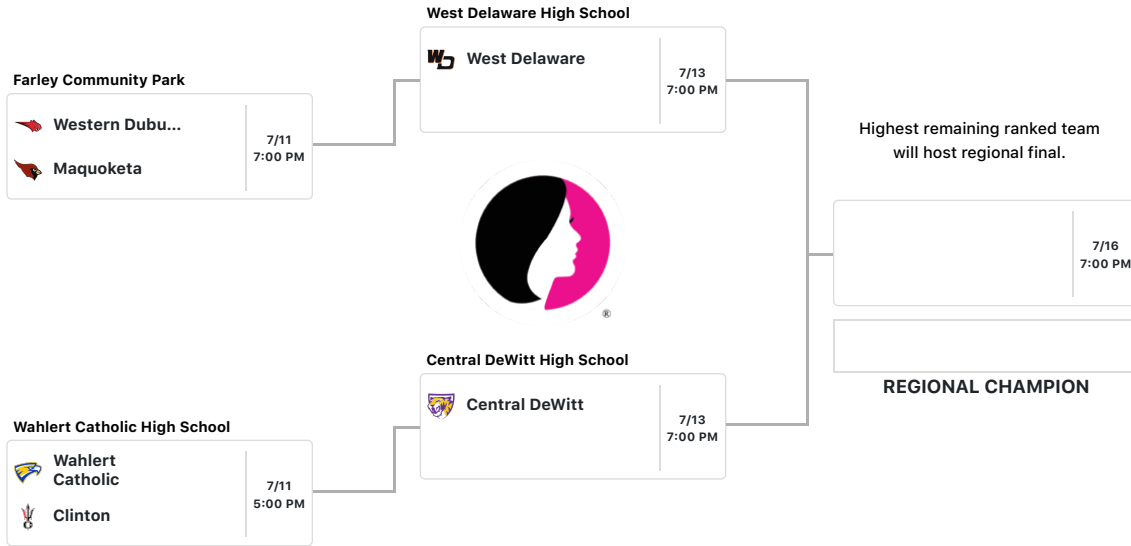 West Delaware High School
WD West Delaware
7/13
7:00 PM
Farley Community Park
Western Dubu...
Maquoketa
7/11
7:00 PM
Highest remaining ranked team
will host regional final.
7/16
7:00 PM
®
REGIONAL CHAMPION
Central DeWitt High School
Central DeWitt
7/13
7:00 PM
Wahlert Catholic High School
Wahlert
Catholic
Clinton
7/11
5:00 PM